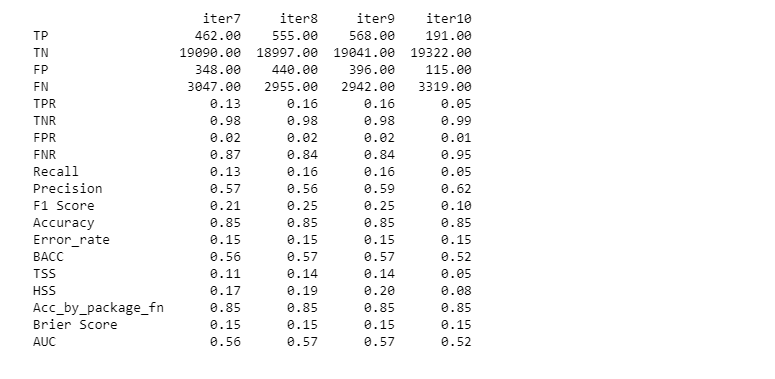 iter7 iter8 iter9 iter10
TP 462.00 555.00 568.00 191.00
TN 19090.00 18997.00 19041.00 19322.00
FP 348.00 440.00 396.00 115.00
FN 3047.00 2955.00 2942.00 3319.00
TPR 0.13 0.16 0.16 0.05
TNR 0.98 0.98 0.98 0.99
FPR 0.02 0.02 0.02 0.01
FNR 0.87 0.84 0.84 0.95
Recall 0.13 0.16 0.16 0.05
Precision 0.57 0.56 0.59 0.62
F1 Score 0.21 0.25 0.25 0.10
Accuracy 0.85 0.85 0.85 0.85
Error_rate 0.15 0.15 0.15 0.15
BACC 0.56 0.57 0.57 0.52
TSS 0.11 0.14 0.14 0.05
HSS 0.17 0.19 0.20 0.08
Acc_by_package_fn 0.85 0.85 0.85 0.85
Brier Score 0.15 0.15 0.15 0.15
AUC 0.56 0.57 0.57 0.52